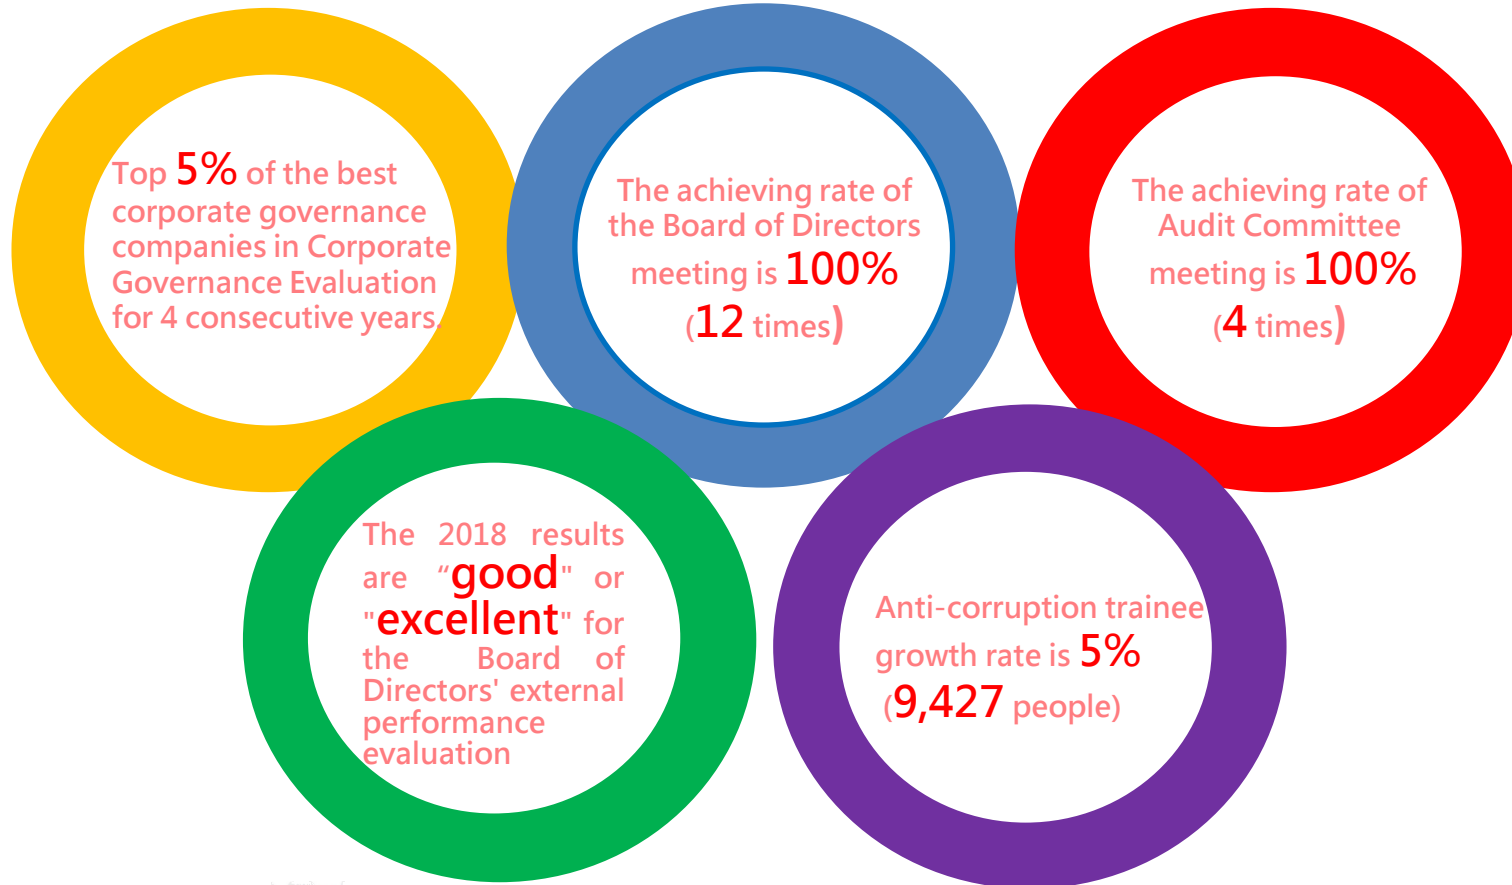 Top 5% of the best
corporate governance
companies in Corporate
Governance Evaluation
for 4 consecutive years.
The achieving rate of
the Board of Directors
meeting is 100%
(12 times)
The achieving rate of
Audit Committee
meeting is 100%
(4 times)
The 2018 results
are “good" or
"excellent" for
the Board of
Directors' external
performance
evaluation
Anti-corruption trainee
growth rate is 5%
(9,427 people)